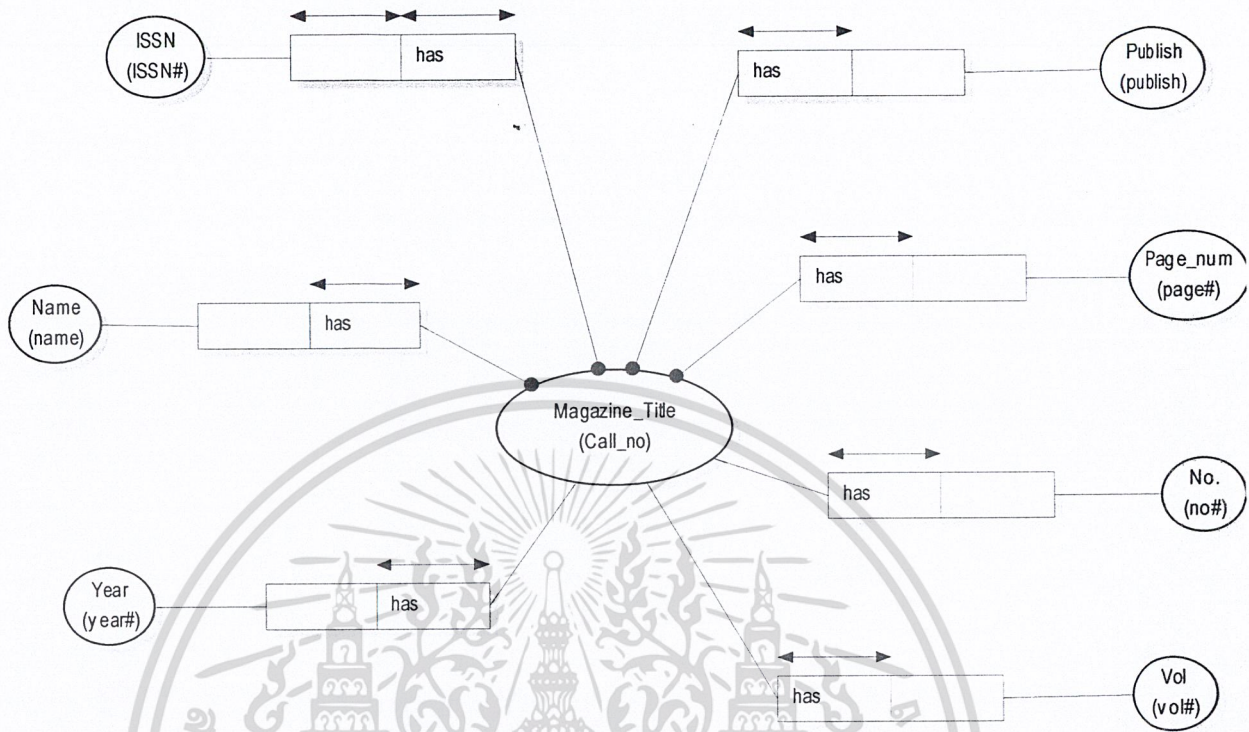 ISSN
(ISSN#)
has
has
Publish
(publish)
has
Page_num
(page#)
Name
(name)
has
Magazine_Title
(Call_no)
has
No.
(no#)
Year
(year#)
has
has
Vol
(vol#)